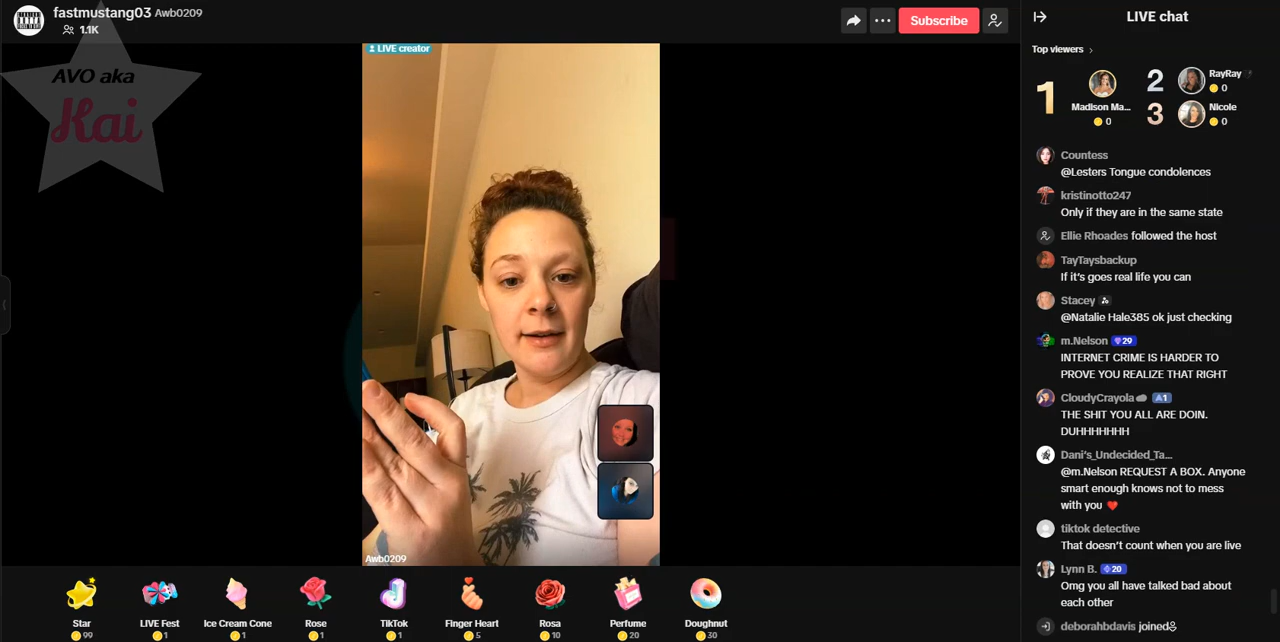 fastmustang03 Awb0209
1.1K
Subscribe
AVO aka
Kai
LIVE creator
Awb0209
Star
99
LIVE Fest
1
Ice Cream Cone
1
Rose
1
TikTok
1
Finger Heart
5
Rosa
10
Perfume
20
Doughnut
30
LIVE chat
Top viewers >
1
Madison Ma...
0
2
RayRay
0
3
Nicole
0
Countess
@Lesters Tongue condolences
kristinotto247
Only if they are in the same state
Ellie Rhoades followed the host
TayTaysbackup
If it's goes real life you can
Stacey
@Natalie Hale385 ok just checking
m.Nelson 29
INTERNET CRIME IS HARDER TO
PROVE YOU REALIZE THAT RIGHT
CloudyCrayola A1
THE SHIT YOU ALL ARE DOIN.
DUHHHHHH
Dani's_Undecided_Ta...
@m.Nelson REQUEST A BOX. Anyone
smart enough knows not to mess
with you ❤️
tiktok detective
That doesn't count when you are live
Lynn B. 20
Omg you all have talked bad about
each other
deborahbdavis joined